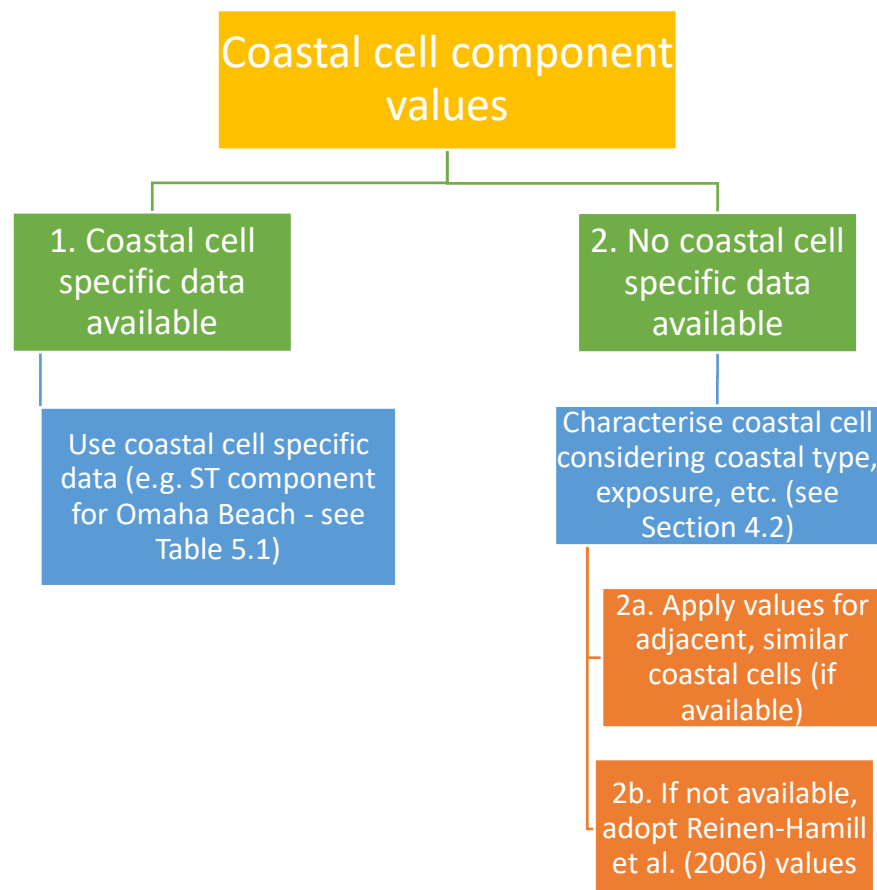 Coastal cell component
values
1. Coastal cell
specific data
available
2. No coastal cell
specific data
available
Use coastal cell specific
data (e.g. ST component
for Omaha Beach - see
Table 5.1)
Characterise coastal cell
considering coastal type,
exposure, etc. (see
Section 4.2)
2a. Apply values for
adjacent, similar
coastal cells (if
available)
2b. If not available,
adopt Reinen-Hamill
et al. (2006) values